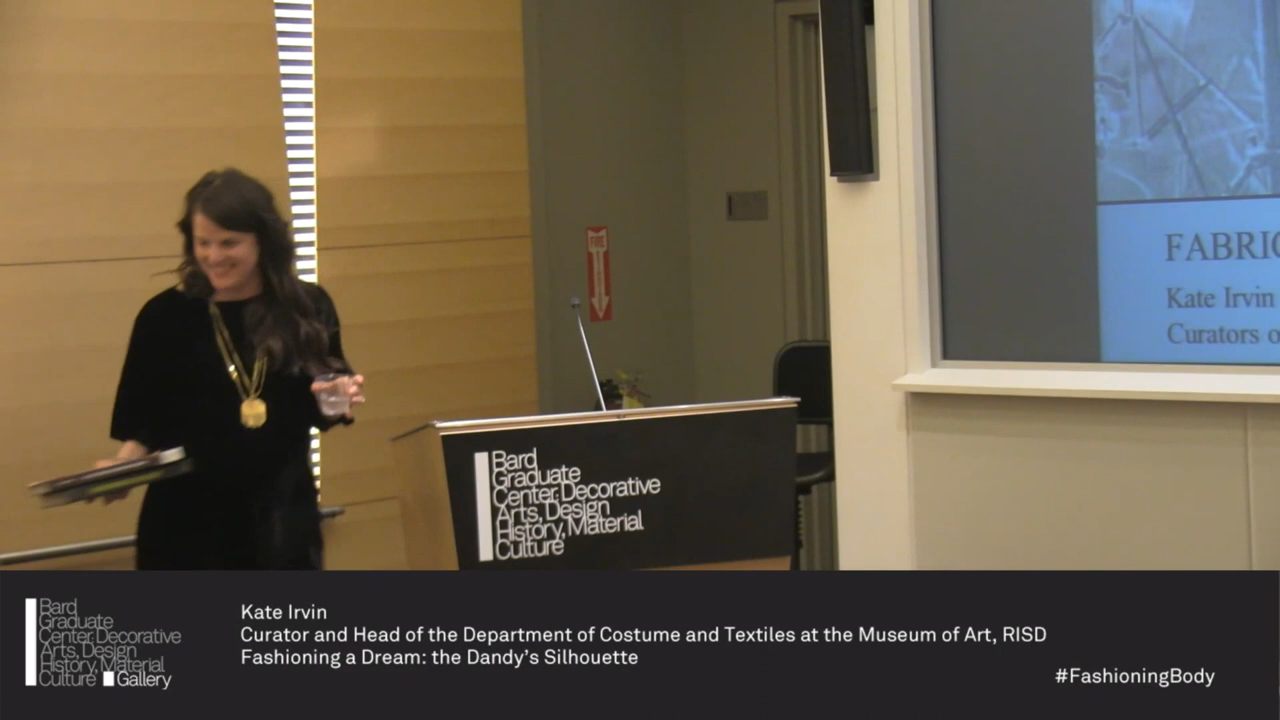 FIRE
FABRIC
Kate Irvin
Curators o
Bard
Graduate
Center: Decorative
Arts, Design
History, Material
Culture
Bard
Graduate
Center: Decorative
Arts, Design
History, Material
Culture Gallery
Kate Irvin
Curator and Head of the Department of Costume and Textiles at the Museum of Art, RISD
Fashioning a Dream: the Dandy's Silhouette
#FashioningBody